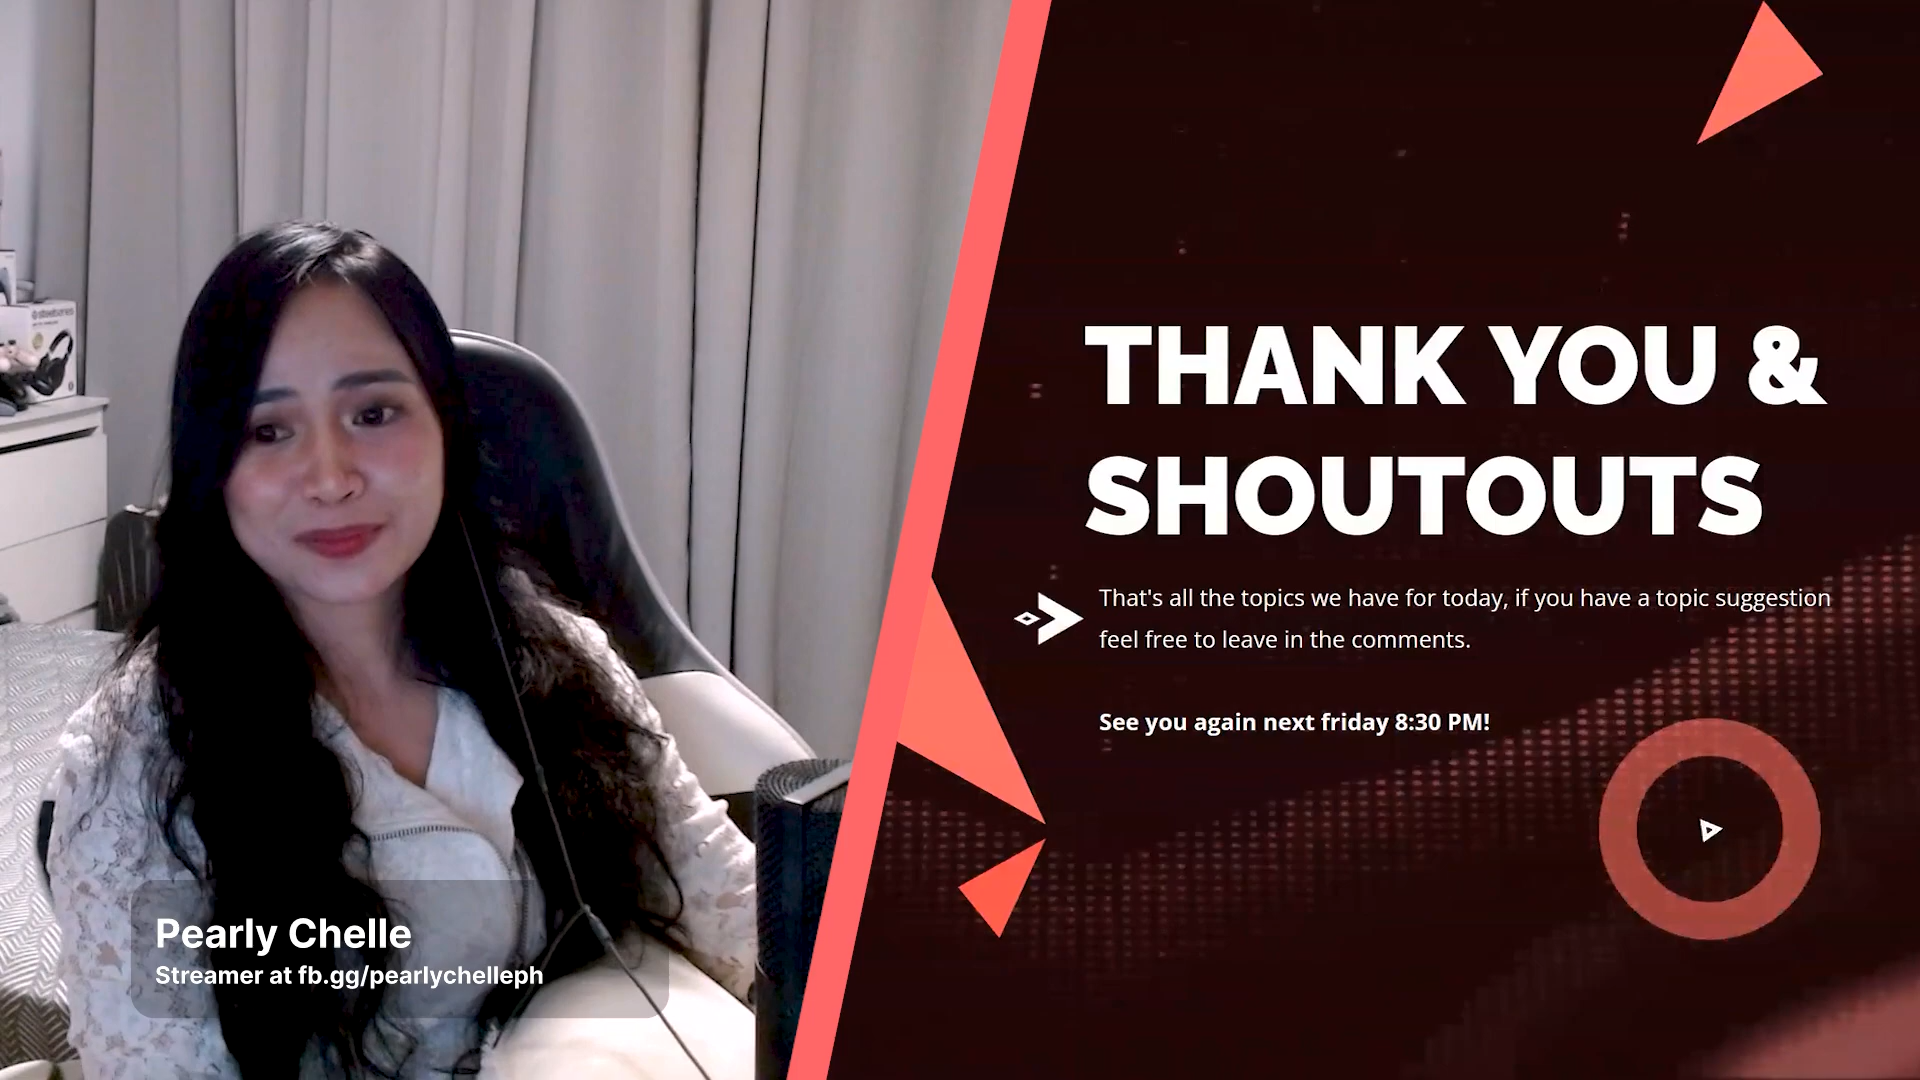 steelseries
Pearly Chelle
Streamer at fb.gg/pearlychelleph
THANK YOU &
SHOUTOUTS
That's all the topics we have for today, if you have a topic suggestion
feel free to leave in the comments.
See you again next friday 8:30 PM!